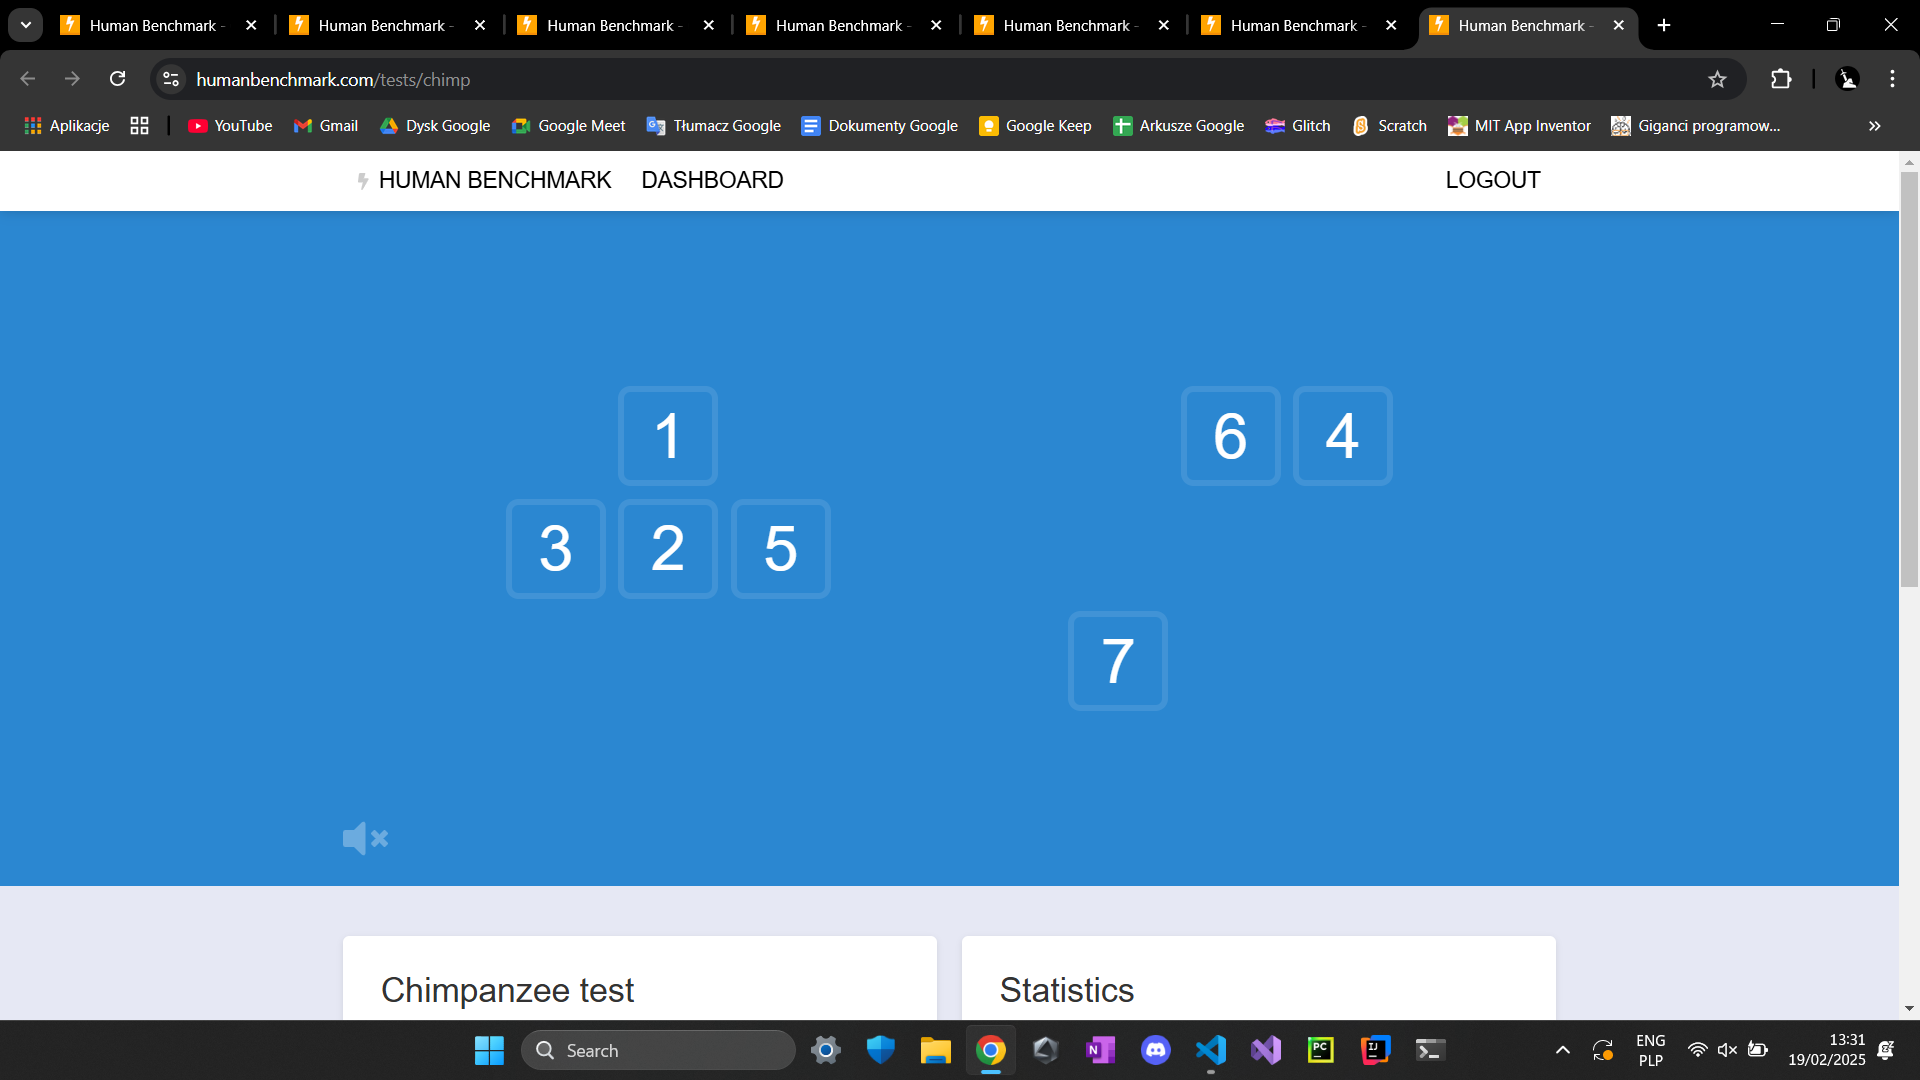 Human Benchmark -
Human Benchmark -
Human Benchmark -
Human Benchmark -
Human Benchmark -
Human Benchmark -
Human Benchmark -
humanbenchmark.com/tests/chimp
Aplikacje
YouTube
Gmail
Dysk Google
Google Meet
Tłumacz Google
Dokumenty Google
Google Keep
Arkusze Google
Glitch
Scratch
MIT App Inventor
Giganci programow...
HUMAN BENCHMARK DASHBOARD LOGOUT
1 6 4
3 2 5
7
Chimpanzee test
Statistics
Search
PC
IJ
N
ENG
PLP
13:31
19/02/2025